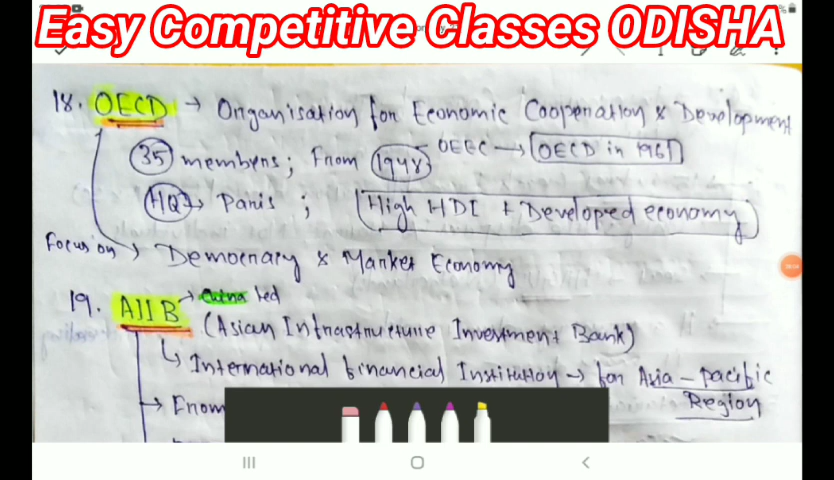 Easy Competitive Classes ODISHA
18. OECD → Organisation for Economic Cooperation & Development
35 members; From 1948 OEEC → OECD in 1961
HQ → Paris ; High HDI + Developed economy
Focus on → Democracy & Market Economy
19. AIIB → China led
(Asian Infrastructure Investment Bank)
↳ International financial Institution → for Asia - pacific
Region
→ From